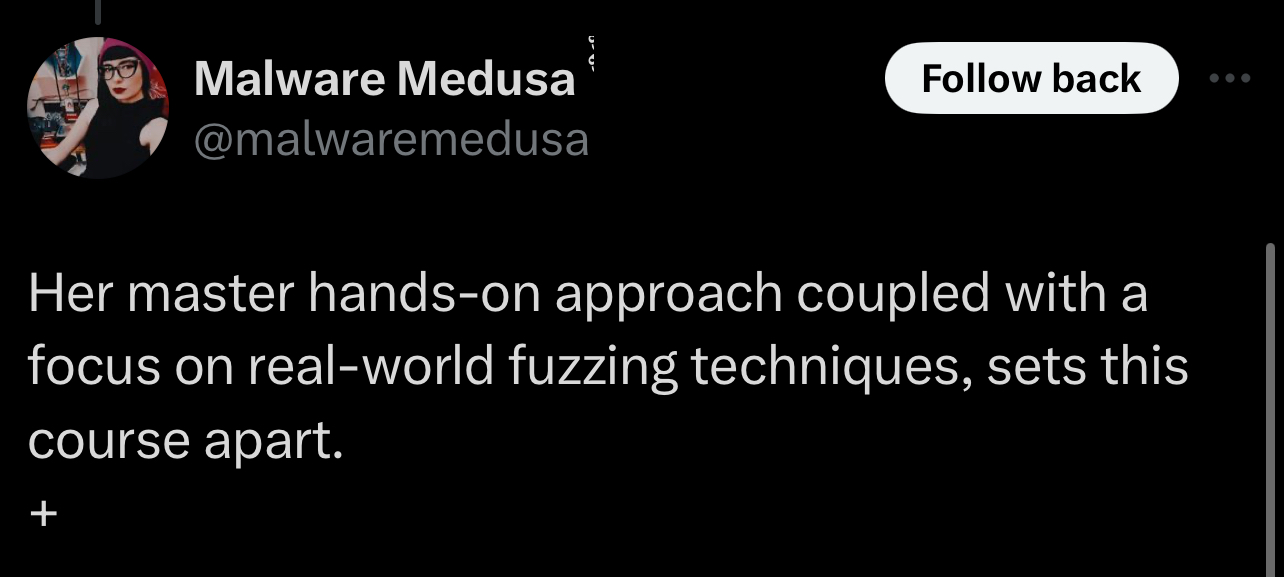 Malware Medusa
@malwaremedusa
Follow back
Her master hands-on approach coupled with a
focus on real-world fuzzing techniques, sets this
course apart.
+